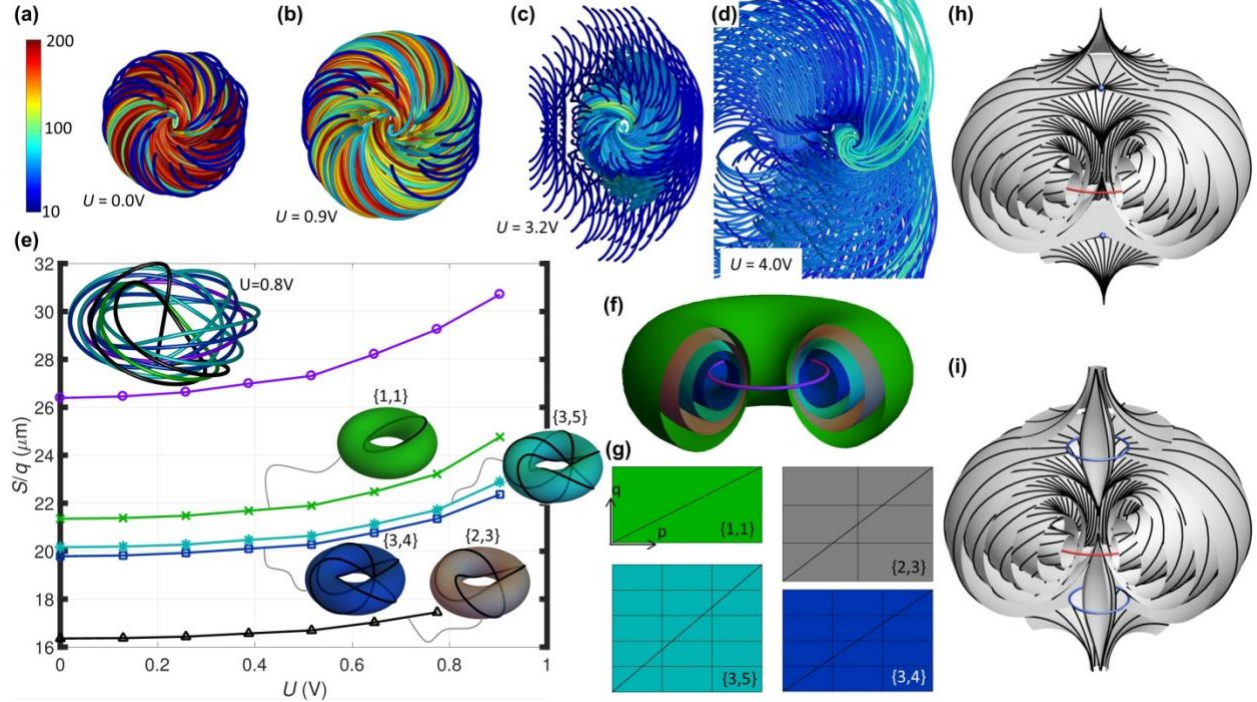 (a)
200
100
10
U = 0.0V
(b)
U = 0.9V
(c)
U = 3.2V
(d)
U = 4.0V
(e)
32
30
28
26
24
22
20
18
16
S/q (μm)
U=0.8V
{1,1}
{3,5}
{3,4}
{2,3}
0
0.2
0.4
0.6
0.8
1
U (V)
(f)
(g)
q
p
{1,1}
{2,3}
{3,5}
{3,4}
(h)
(i)